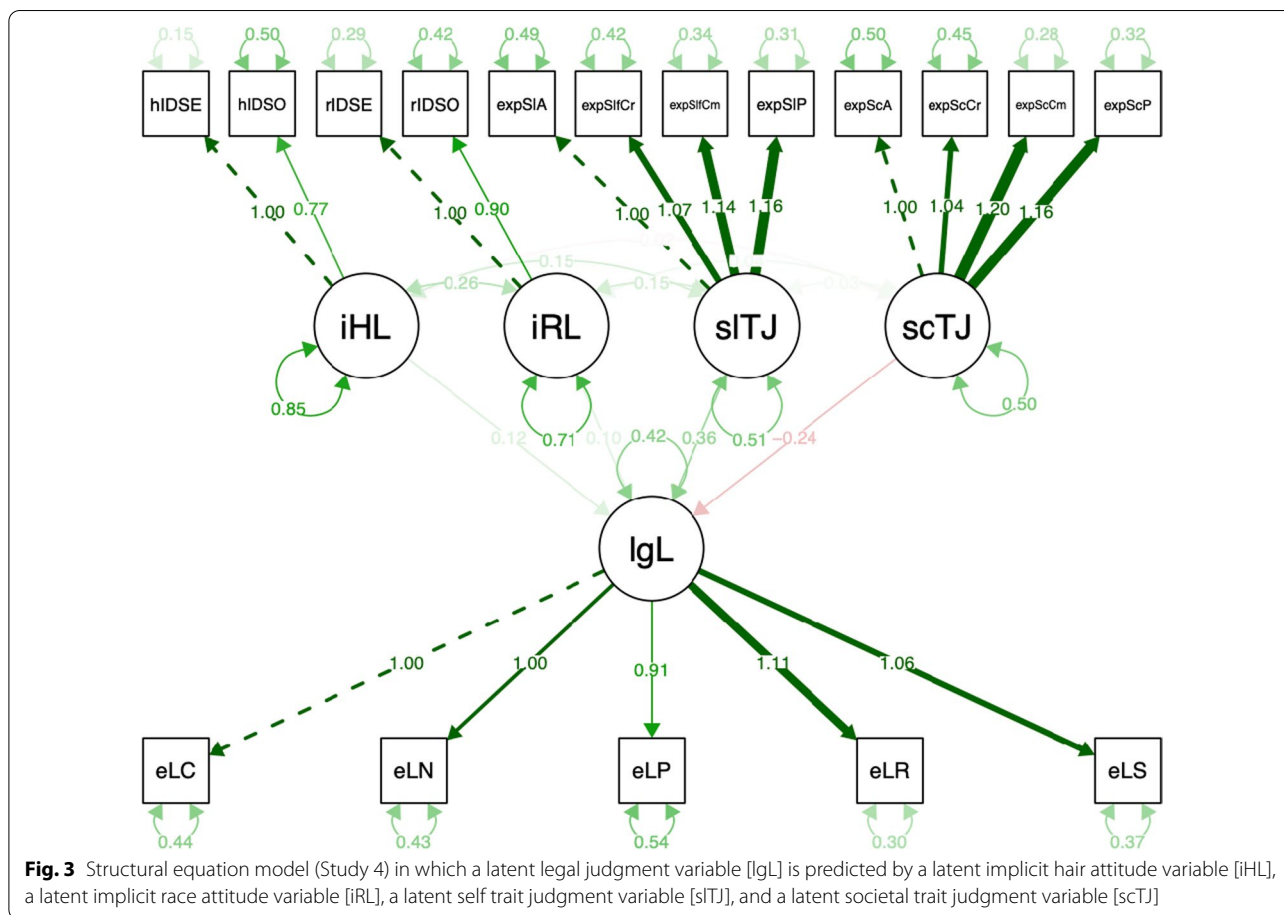 0.15 0.50 0.29 0.42 0.49 0.42 0.34 0.31 0.50 0.45 0.28 0.32
hIDSE hIDSO rIDSE rIDSO expSlA expSlfCr expSlfCm expSlP expScA expScCr expScCm expScP
1.00 0.77 1.00 0.90 1.00 1.07 1.14 1.16 1.00 1.04 1.20 1.16
0.15
0.26 0.15 0.03
iHL iRL slTJ scTJ
0.85 0.71 0.51 0.50
0.12 0.10 0.42 0.36 −0.24
lgL
1.00 1.00 0.91 1.11 1.06
eLC eLN eLP eLR eLS
0.44 0.43 0.54 0.30 0.37
Fig. 3 Structural equation model (Study 4) in which a latent legal judgment variable [lgL] is predicted by a latent implicit hair attitude variable [iHL],
a latent implicit race attitude variable [iRL], a latent self trait judgment variable [slTJ], and a latent societal trait judgment variable [scTJ]